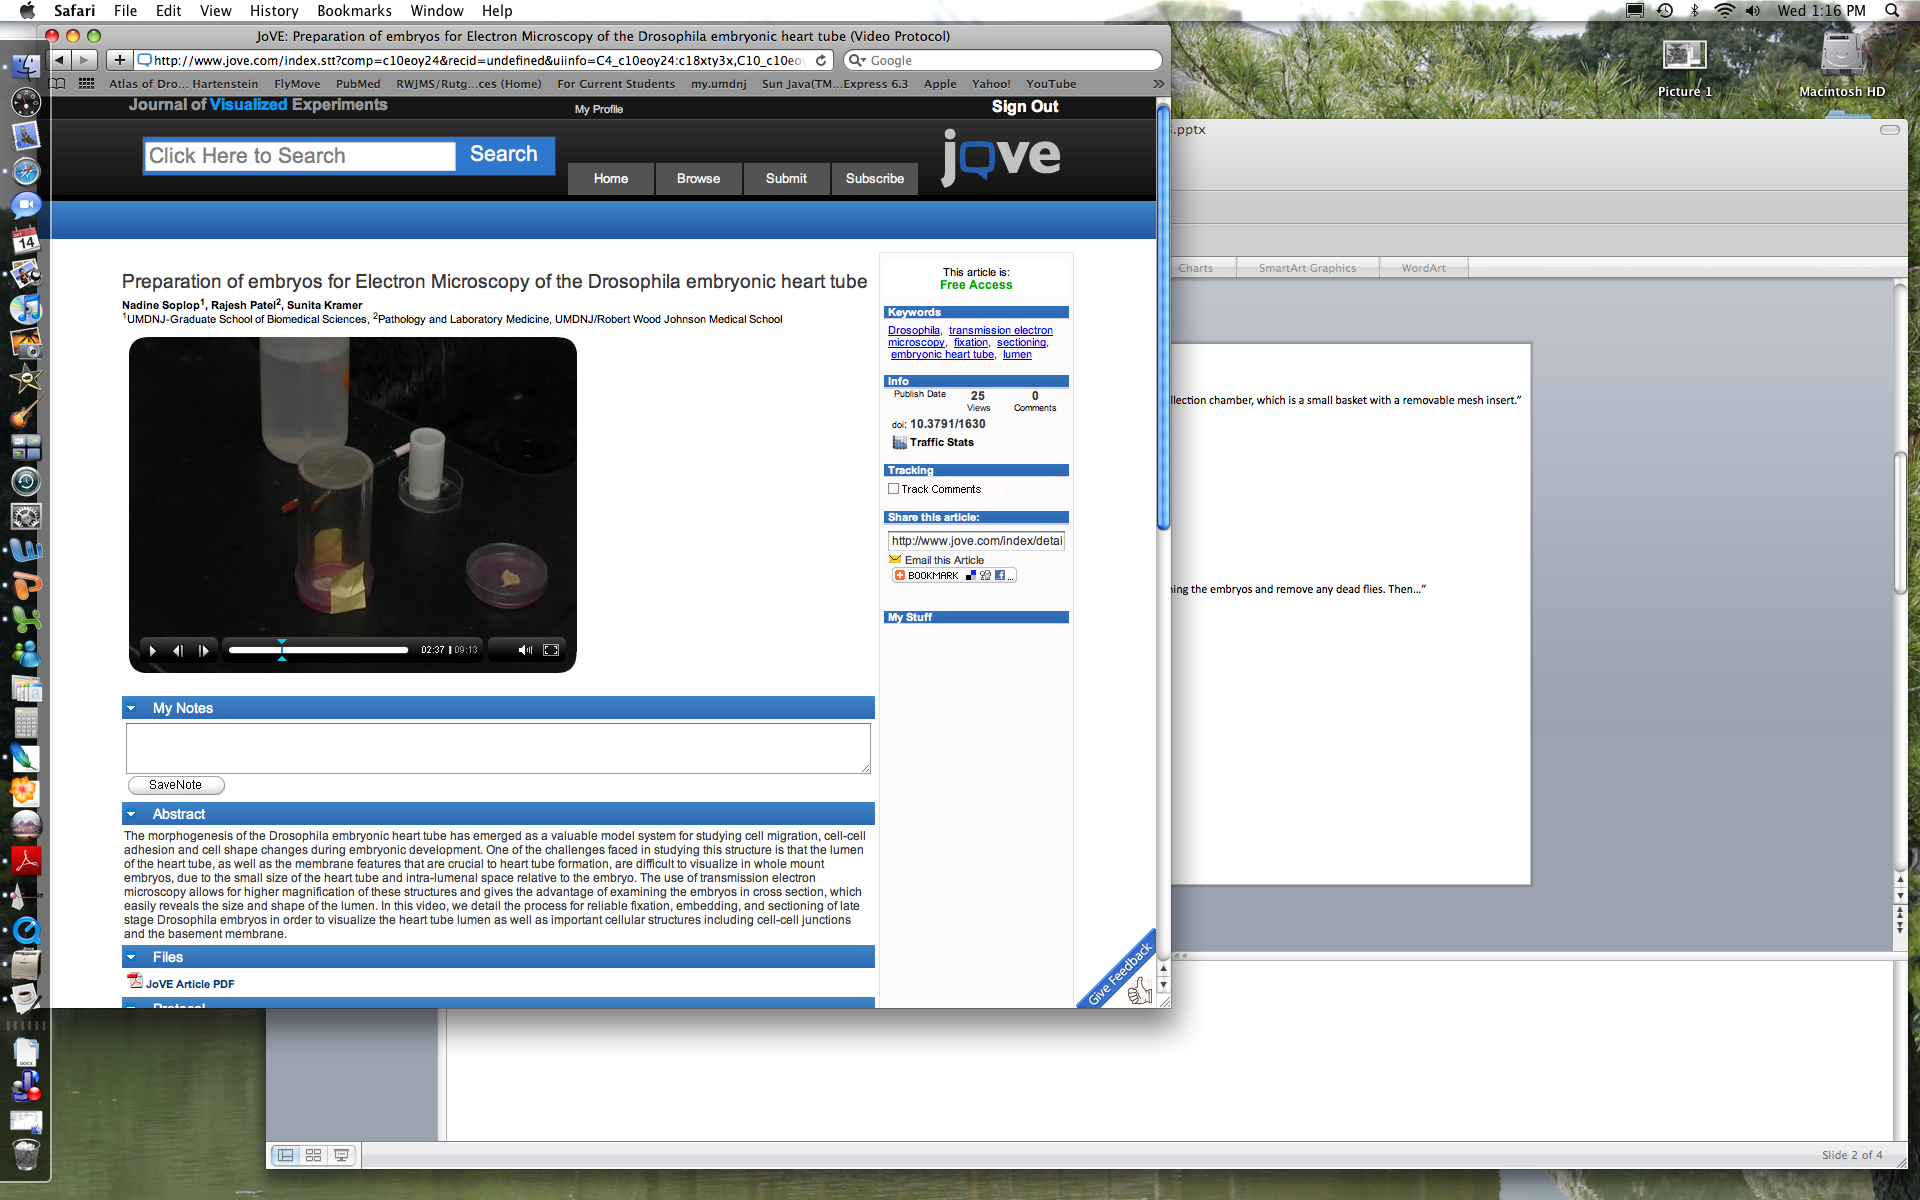 Safari File Edit View History Bookmarks Window Help
Wed 1:16 PM
JoVE: Preparation of embryos for Electron Microscopy of the Drosophila embryonic heart tube (Video Protocol)
http://www.jove.com/index.stt?comp=c10eoy24&recid=undefined&uiinfo=C4_c10eoy24:c18xty3x,C10_c10eoy
Google
Atlas of Dro... Hartenstein FlyMove PubMed RWJMS/Rutg...ces (Home) For Current Students my.umdnj Sun Java(TM...Express 6.3 Apple Yahoo! YouTube
Picture 1
Macintosh HD
Journal of Visualized Experiments
My Profile
Sign Out
Click Here to Search
Search
Home Browse Submit Subscribe
jove
.pptx
OCT
14
Charts SmartArt Graphics WordArt
Preparation of embryos for Electron Microscopy of the Drosophila embryonic heart tube
Nadine Soplop1, Rajesh Patel2, Sunita Kramer
1UMDNJ-Graduate School of Biomedical Sciences, 2Pathology and Laboratory Medicine, UMDNJ/Robert Wood Johnson Medical School
02:37 | 09:13
This article is:
Free Access
Keywords
Drosophila, transmission electron
microscopy, fixation, sectioning,
embryonic heart tube, lumen
Info
Publish Date 25 0
Views Comments
doi: 10.3791/1630
Traffic Stats
Tracking
Track Comments
Share this article:
http://www.jove.com/index/detai
Email this Article
BOOKMARK
My Stuff
llection chamber, which is a small basket with a removable mesh insert.”
ning the embryos and remove any dead flies. Then...”
My Notes
SaveNote
Abstract
The morphogenesis of the Drosophila embryonic heart tube has emerged as a valuable model system for studying cell migration, cell-cell
adhesion and cell shape changes during embryonic development. One of the challenges faced in studying this structure is that the lumen
of the heart tube, as well as the membrane features that are crucial to heart tube formation, are difficult to visualize in whole mount
embryos, due to the small size of the heart tube and intra-lumenal space relative to the embryo. The use of transmission electron
microscopy allows for higher magnification of these structures and gives the advantage of examining the embryos in cross section, which
easily reveals the size and shape of the lumen. In this video, we detail the process for reliable fixation, embedding, and sectioning of late
stage Drosophila embryos in order to visualize the heart tube lumen as well as important cellular structures including cell-cell junctions
and the basement membrane.
Files
JoVE Article PDF
Protocol
Give Feedback
DOCX
Slide 2 of 4